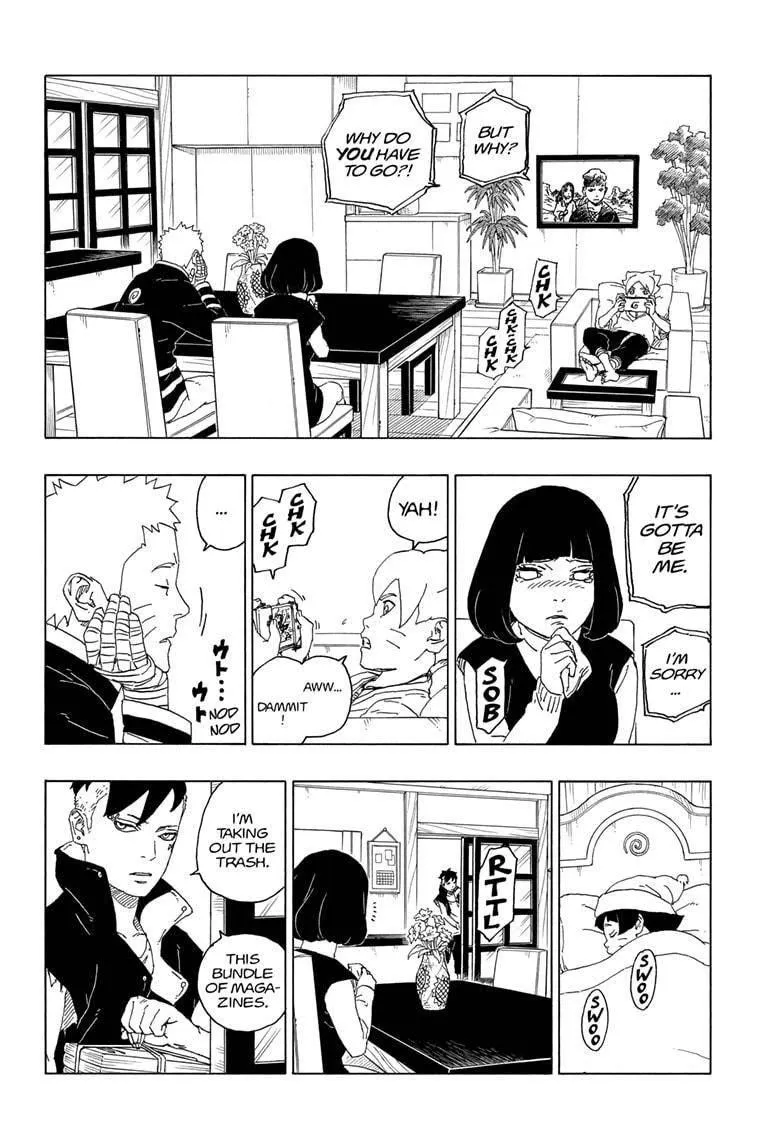 BUT
WHY?
WHY DO
YOU HAVE
TO GO?!
CHK
CHK
CHK
CHK
IT'S
GOTTA
BE
ME.
I'M
SORRY
...
SOB
YAH!
CHK
CHK
AWW...
DAMMIT
!
...
ウト...
ウト
NOD
NOD
SWOO
SWOO
RTTL
I'M
TAKING
OUT THE
TRASH.
THIS
BUNDLE
OF MAGA-
ZINES.